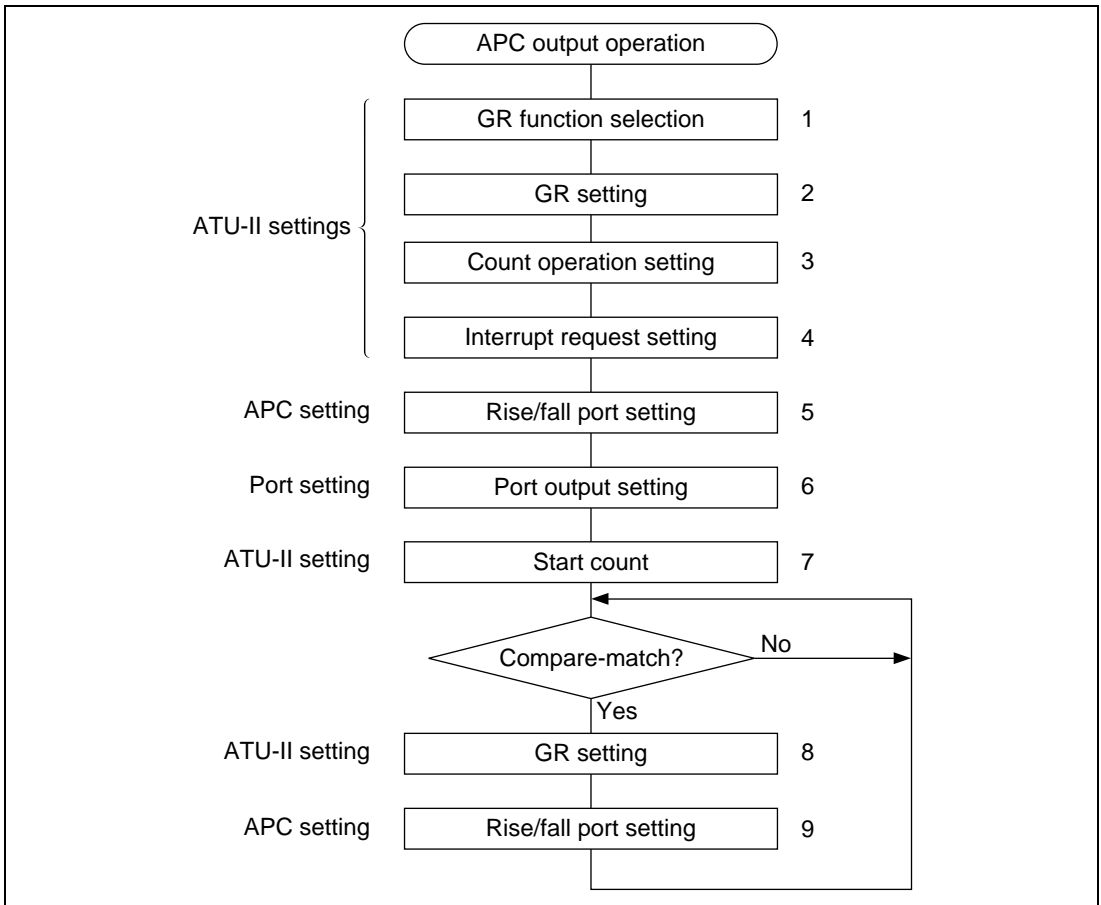 APC output operation
GR function selection 1
GR setting 2
ATU-II settings
Count operation setting 3
Interrupt request setting 4
APC setting Rise/fall port setting 5
Port setting Port output setting 6
ATU-II setting Start count 7
Compare-match? No
Yes
ATU-II setting GR setting 8
APC setting Rise/fall port setting 9